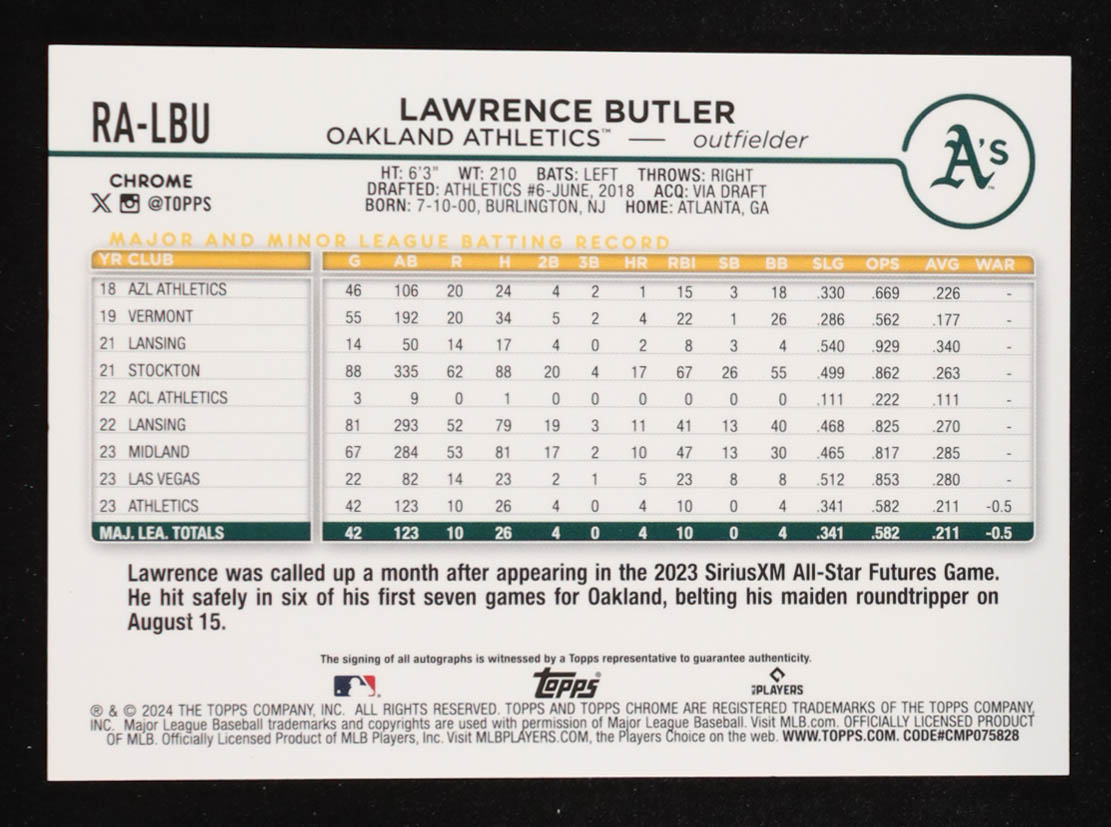 RA-LBU
LAWRENCE BUTLER
OAKLAND ATHLETICS™ — outfielder
A's
CHROME
@TOPPS
HT: 6'3" WT: 210 BATS: LEFT THROWS: RIGHT
DRAFTED: ATHLETICS #6-JUNE, 2018 ACQ: VIA DRAFT
BORN: 7-10-00, BURLINGTON, NJ HOME: ATLANTA, GA
MAJOR AND MINOR LEAGUE BATTING RECORD
YR CLUB G AB R H 2B 3B HR RBI SB BB SLG OPS AVG WAR
18 AZL ATHLETICS 46 106 20 24 4 2 1 15 3 18 .330 .669 .226 -
19 VERMONT 55 192 20 34 5 2 4 22 1 26 .286 .562 .177 -
21 LANSING 14 50 14 17 4 0 2 8 3 4 .540 .929 .340 -
21 STOCKTON 88 335 62 88 20 4 17 67 26 55 .499 .862 .263 -
22 ACL ATHLETICS 3 9 0 1 0 0 0 0 0 0 .111 .222 .111 -
22 LANSING 81 293 52 79 19 3 11 41 13 40 .468 .825 .270 -
23 MIDLAND 67 284 53 81 17 2 10 47 13 30 .465 .817 .285 -
23 LAS VEGAS 22 82 14 23 2 1 5 23 8 8 .512 .853 .280 -
23 ATHLETICS 42 123 10 26 4 0 4 10 0 4 .341 .582 .211 -0.5
MAJ. LEA. TOTALS 42 123 10 26 4 0 4 10 0 4 .341 .582 .211 -0.5
Lawrence was called up a month after appearing in the 2023 SiriusXM All-Star Futures Game.
He hit safely in six of his first seven games for Oakland, belting his maiden roundtripper on
August 15.
The signing of all autographs is witnessed by a Topps representative to guarantee authenticity.
Topps
MLBPLAYERS
® & © 2024 THE TOPPS COMPANY, INC. ALL RIGHTS RESERVED. TOPPS AND TOPPS CHROME ARE REGISTERED TRADEMARKS OF THE TOPPS COMPANY,
INC. Major League Baseball trademarks and copyrights are used with permission of Major League Baseball. Visit MLB.com. OFFICIALLY LICENSED PRODUCT
OF MLB. Officially Licensed Product of MLB Players, Inc. Visit MLBPLAYERS.COM, the Players Choice on the web. WWW.TOPPS.COM. CODE#CMP075828